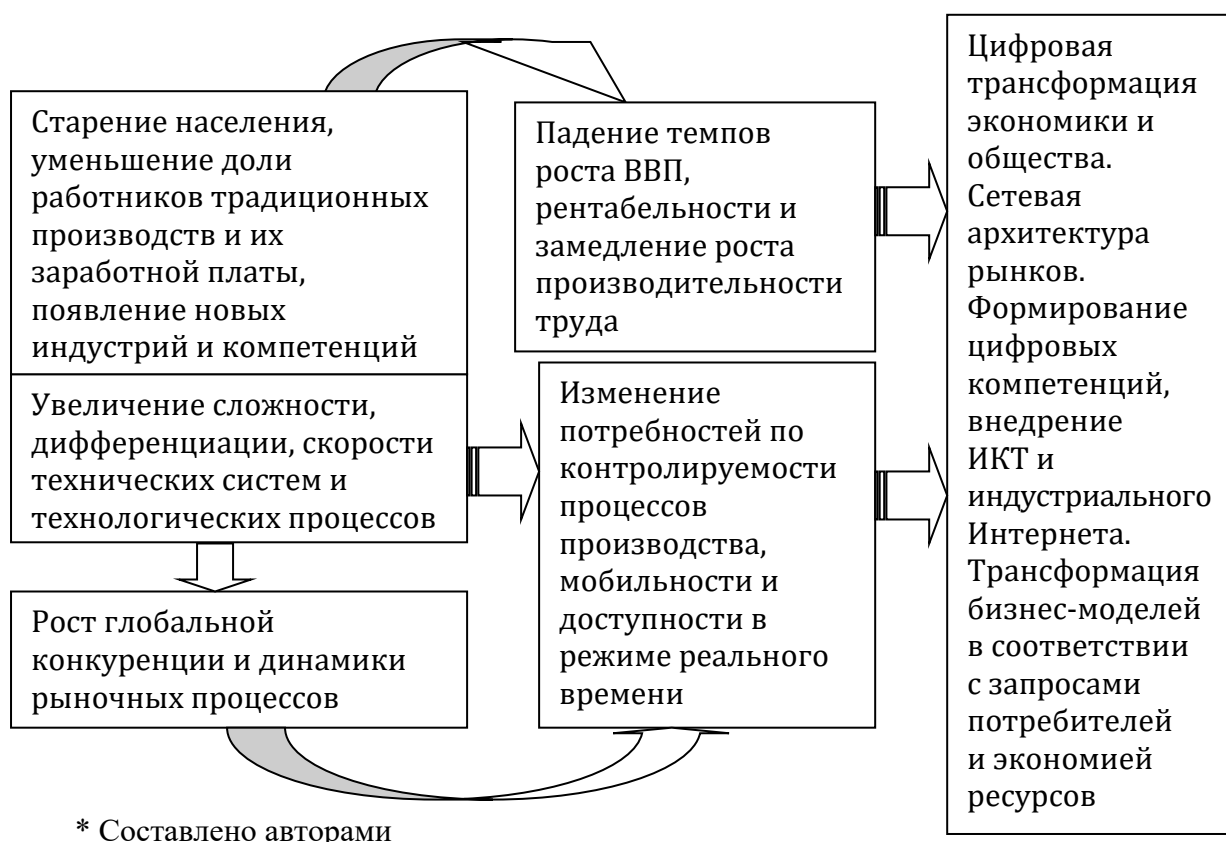 Старение населения,
уменьшение доли
работников традиционных
производств и их
заработной платы,
появление новых
индустрий и компетенций
Увеличение сложности,
дифференциации, скорости
технических систем и
технологических процессов
Рост глобальной
конкуренции и динамики
рыночных процессов
Падение темпов
роста ВВП,
рентабельности и
замедление роста
производительности
труда
Изменение
потребностей по
контролируемости
процессов
производства,
мобильности и
доступности в
режиме реального
времени
Цифровая
трансформация
экономики и
общества.
Сетевая
архитектура
рынков.
Формирование
цифровых
компетенций,
внедрение
ИКТ и
индустриального
Интернета.
Трансформация
бизнес-моделей
в соответствии
с запросами
потребителей
и экономией
ресурсов
* Составлено авторами